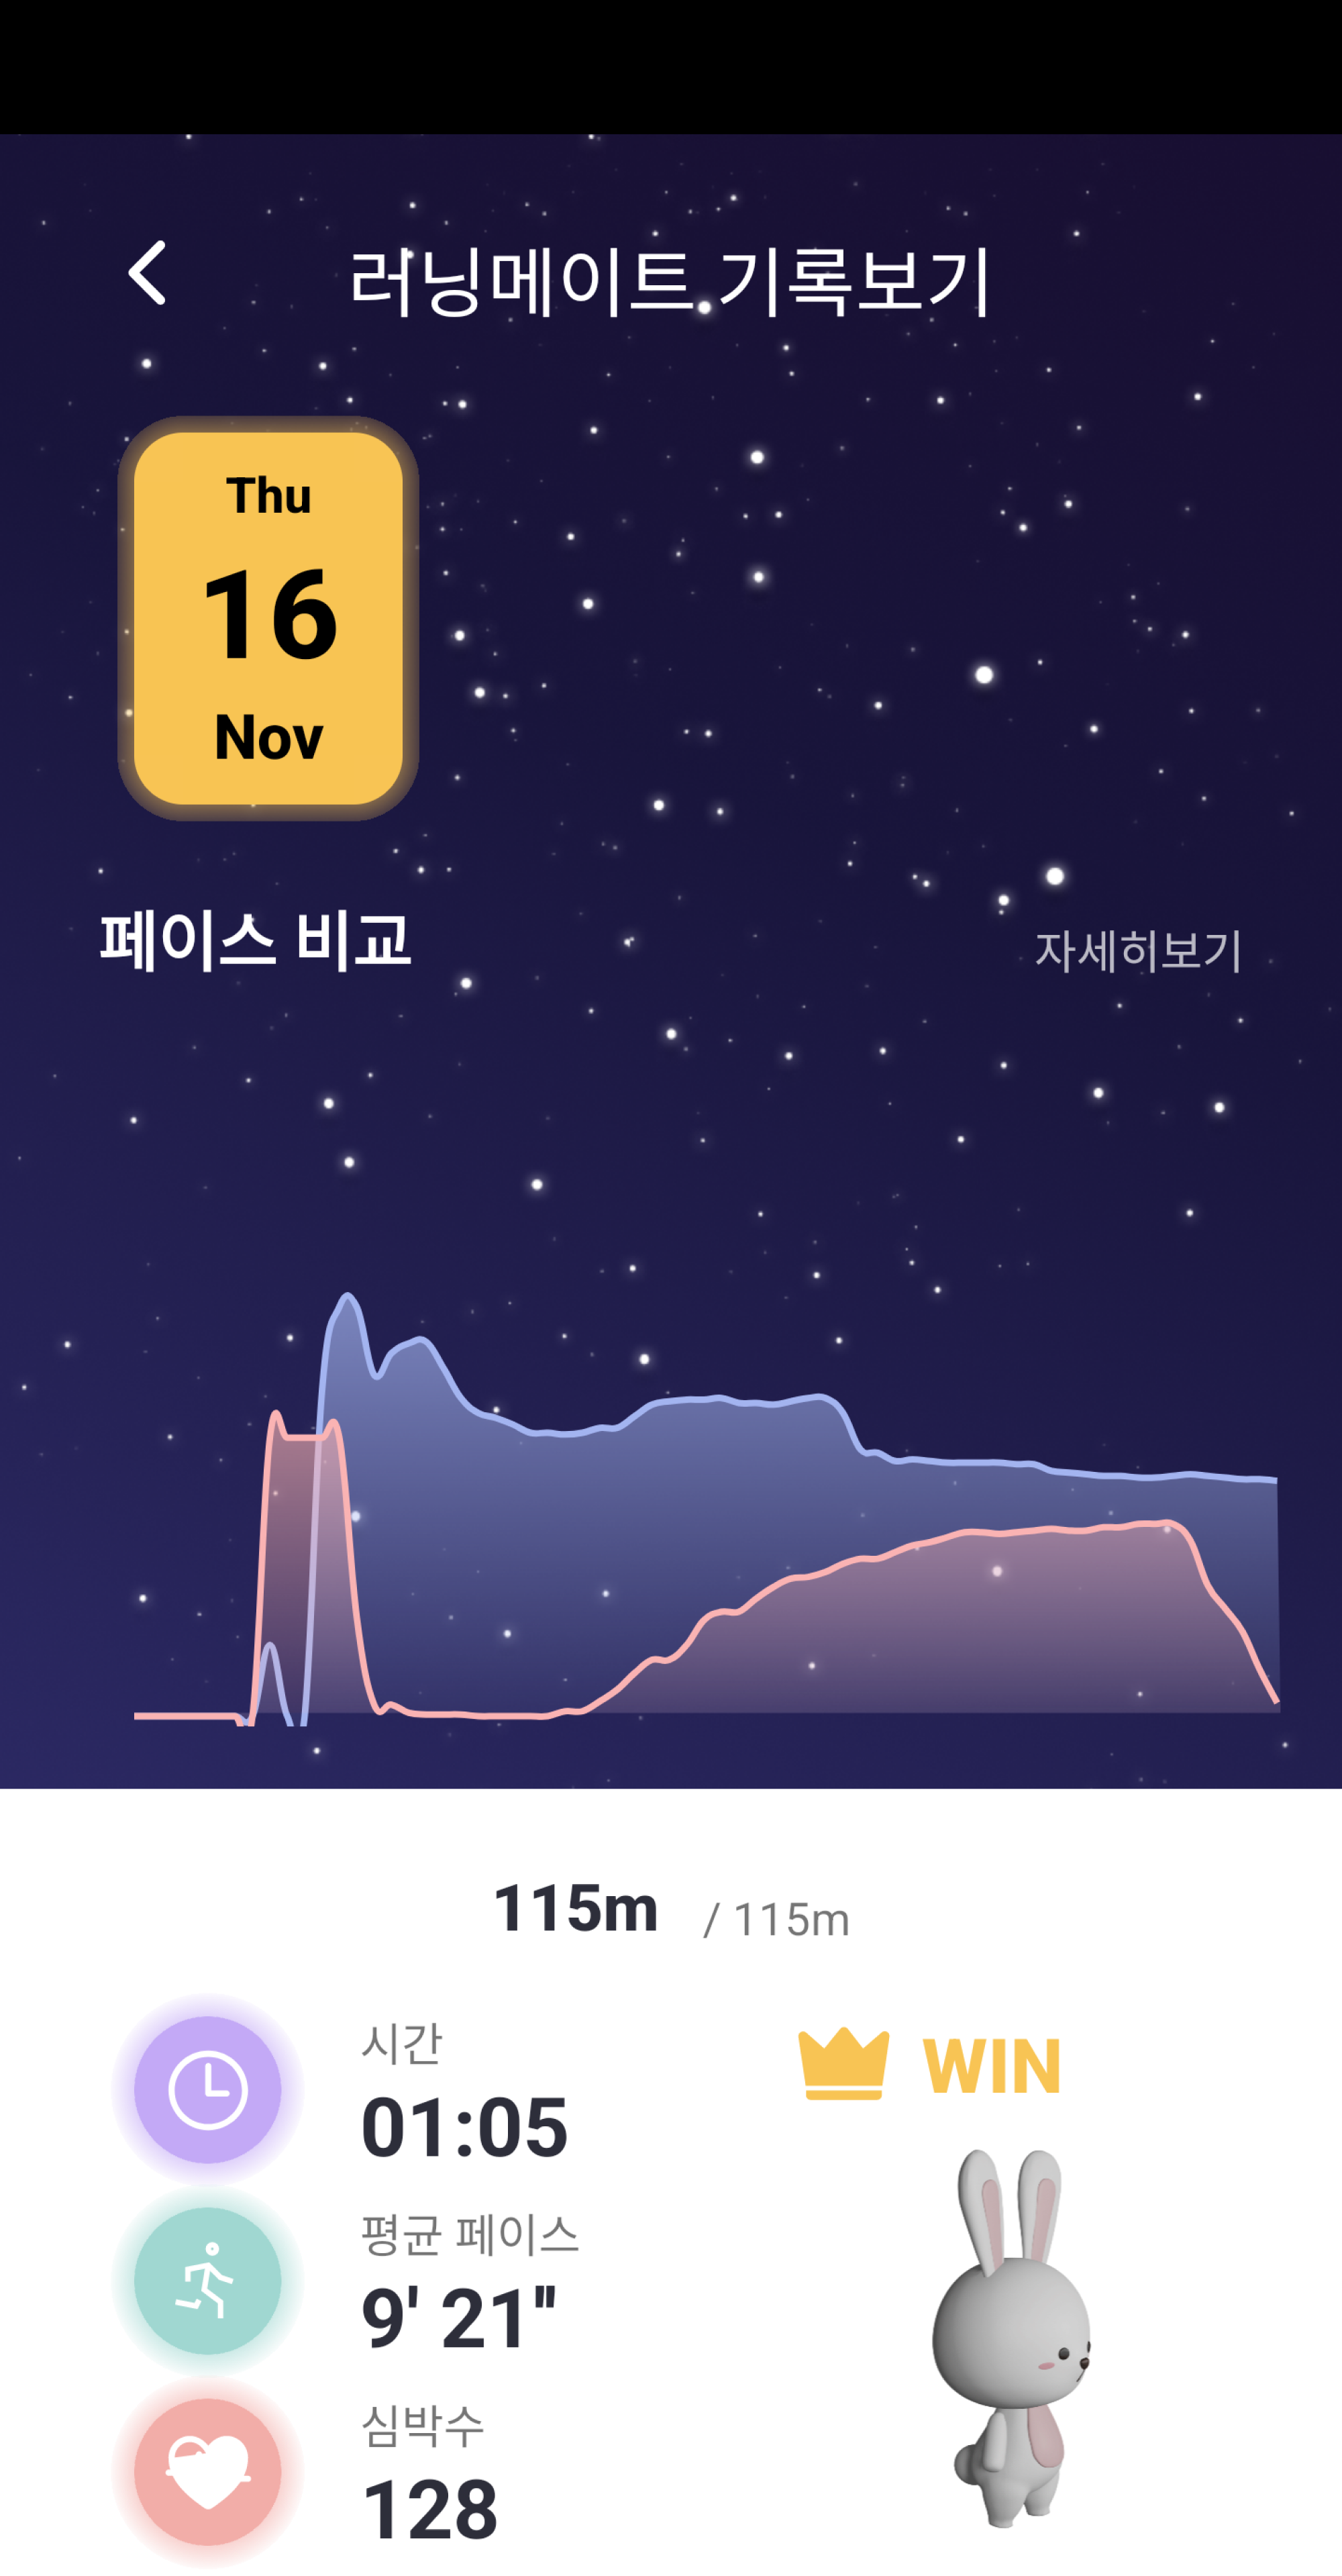 러닝메이트 기록보기
Thu
16
Nov
페이스 비교
자세히보기
115m / 115m
시간
01:05
WIN
평균 페이스
9' 21"
심박수
128